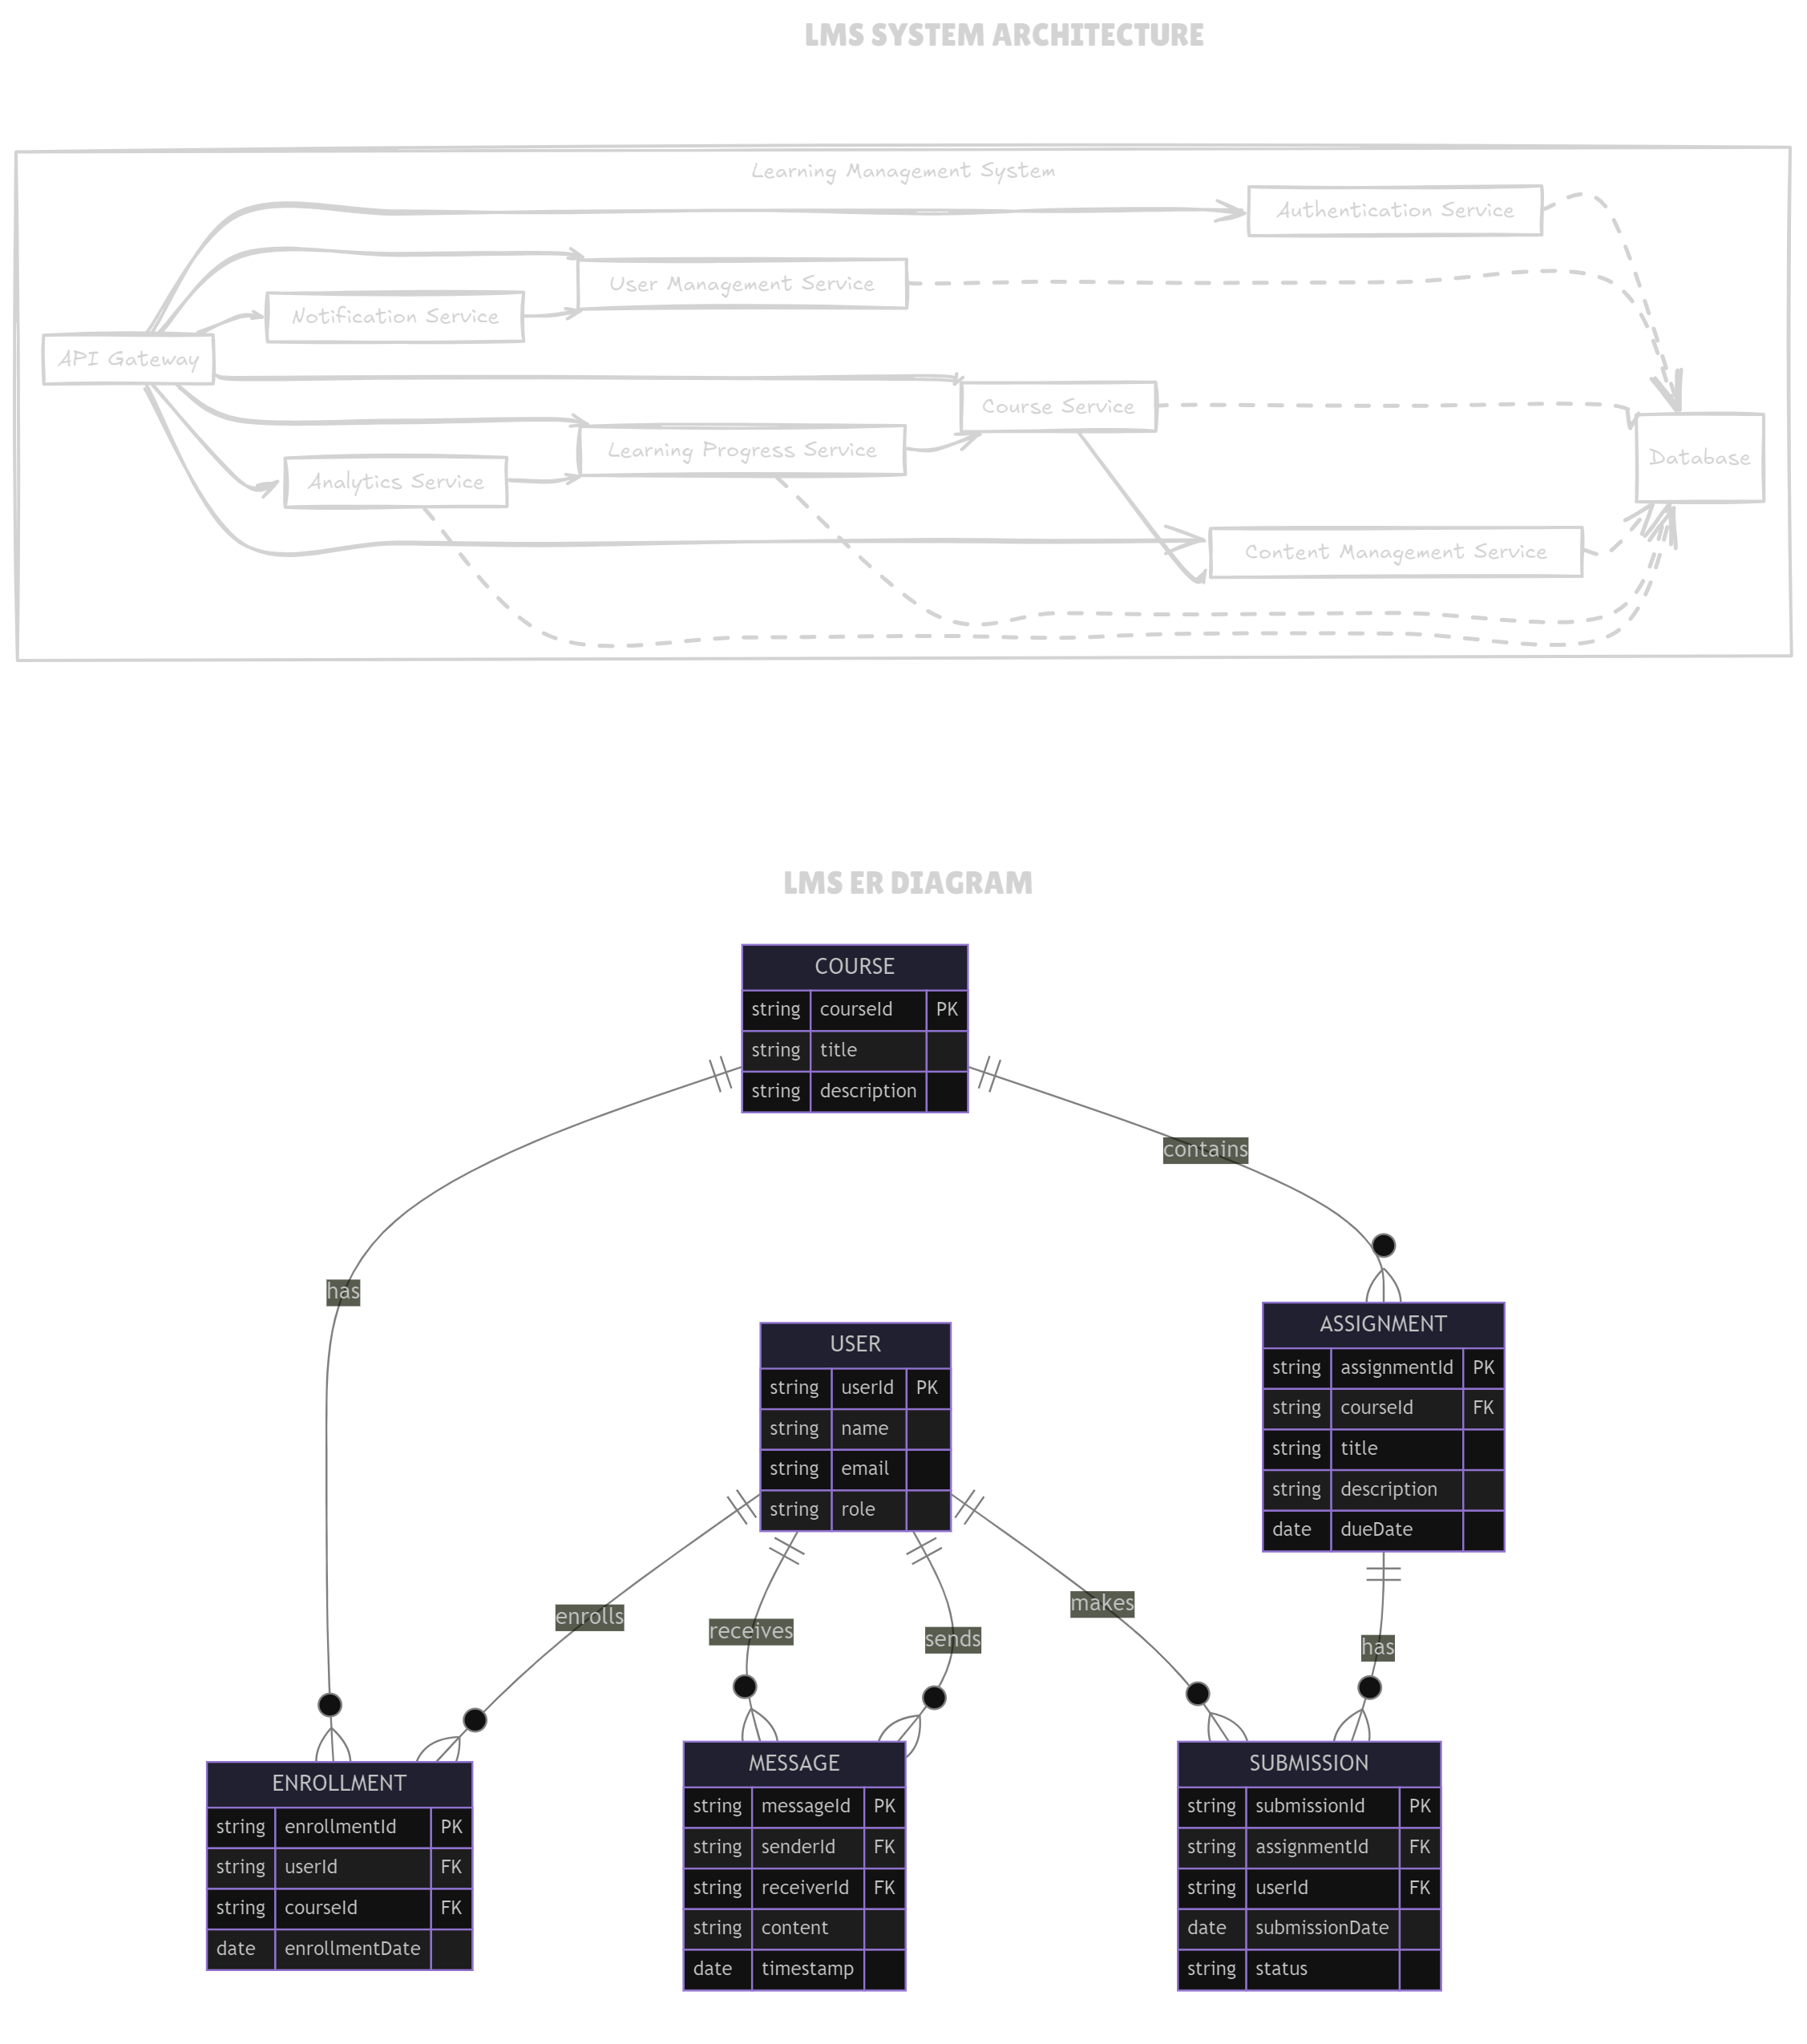 LMS SYSTEM ARCHITECTURE
Learning Management System
Authentication Service
User Management Service
Notification Service
API Gateway
Course Service
Learning Progress Service
Database
Analytics Service
Content Management Service
LMS ER DIAGRAM
COURSE
string courseId PK
string title
string description
contains
has
USER
string userId PK
string name
string email
string role
ASSIGNMENT
string assignmentId PK
string courseId FK
string title
string description
date dueDate
enrolls
receives
sends
makes
has
ENROLLMENT
string enrollmentId PK
string userId FK
string courseId FK
date enrollmentDate
MESSAGE
string messageId PK
string senderId FK
string receiverId FK
string content
date timestamp
SUBMISSION
string submissionId PK
string assignmentId FK
string userId FK
date submissionDate
string status